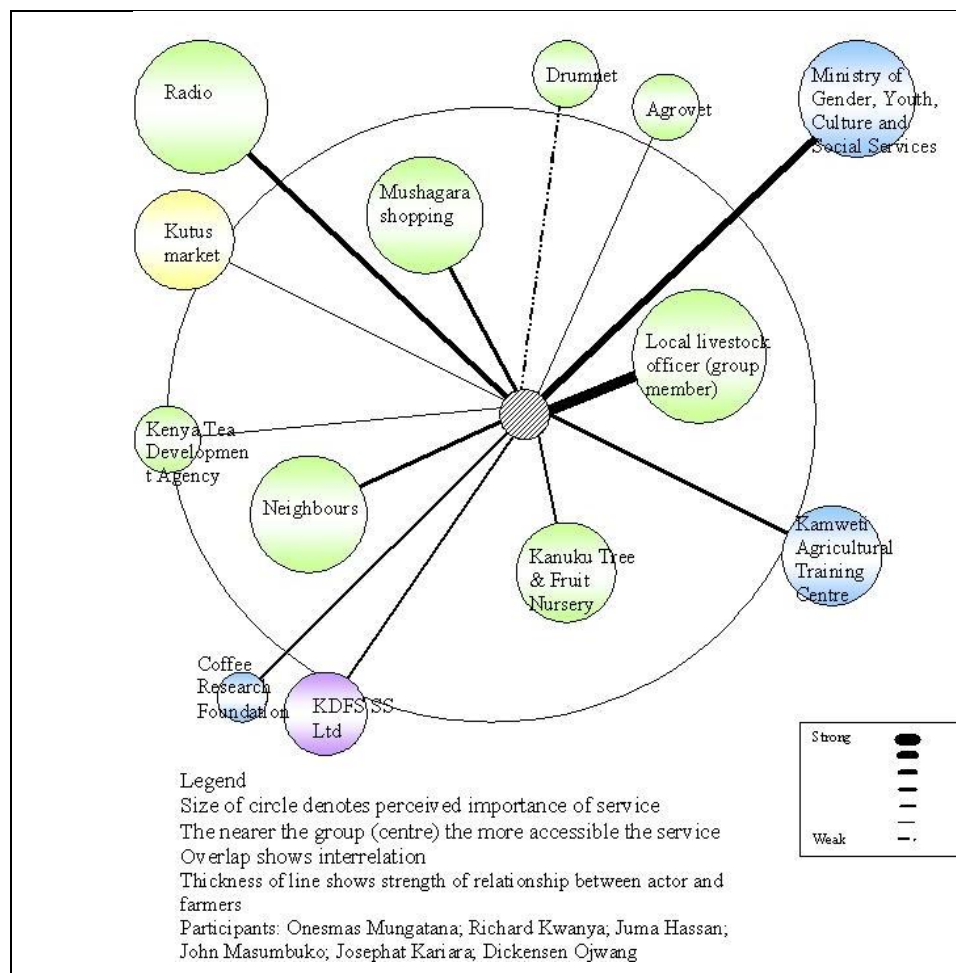 Radio
Drumnet
Agrovet
Ministry of
Gender, Youth,
Culture and
Social Services
Mushagara
shopping
Kutus
market
Local livestock
officer (group
member)
Kenya Tea
Developmen
t Agency
Neighbours
Kanuku Tree
& Fruit
Nursery
Kamweti
Agricultural
Training
Centre
Coffee
Research
Foundation
KDFS'SS
Ltd
Strong
Weak
Legend
Size of circle denotes perceived importance of service
The nearer the group (centre) the more accessible the service
Overlap shows interrelation
Thickness of line shows strength of relationship between actor and
farmers
Participants: Onesmas Mungatana; Richard Kwanya; Juma Hassan;
John Masumbuko; Josephat Kariara; Dickensen Ojwang